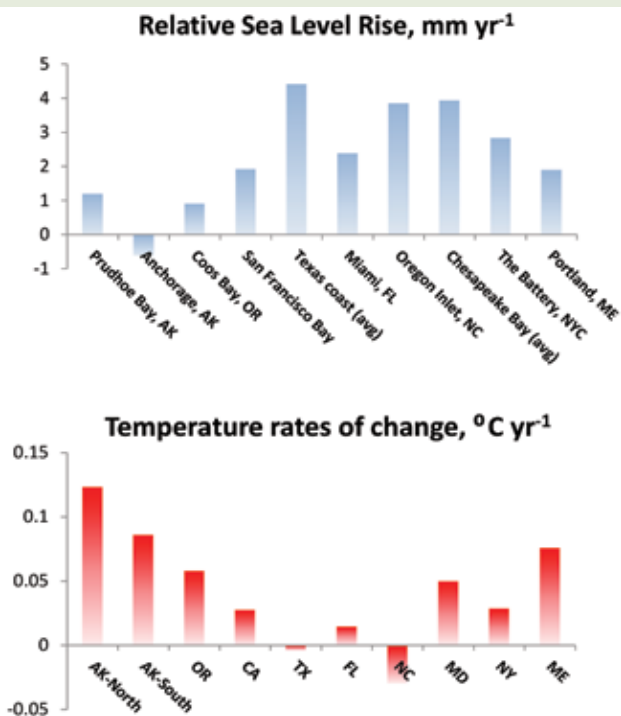 Relative Sea Level Rise, mm yr-1
5
4
3
2
1
0
-1
Prudhoe Bay, AK
Anchorage, AK
Coos Bay, OR
San Francisco Bay
Texas coast (avg)
Miami, FL
Oregon inlet, NC
Chesapeake Bay (avg)
The Battery, NYC
Portland, ME
Temperature rates of change, ⁰C yr-1
0.15
0.1
0.05
0
-0.05
AK-North
AK-South
OR
CA
TX
FL
NC
MD
NY
ME